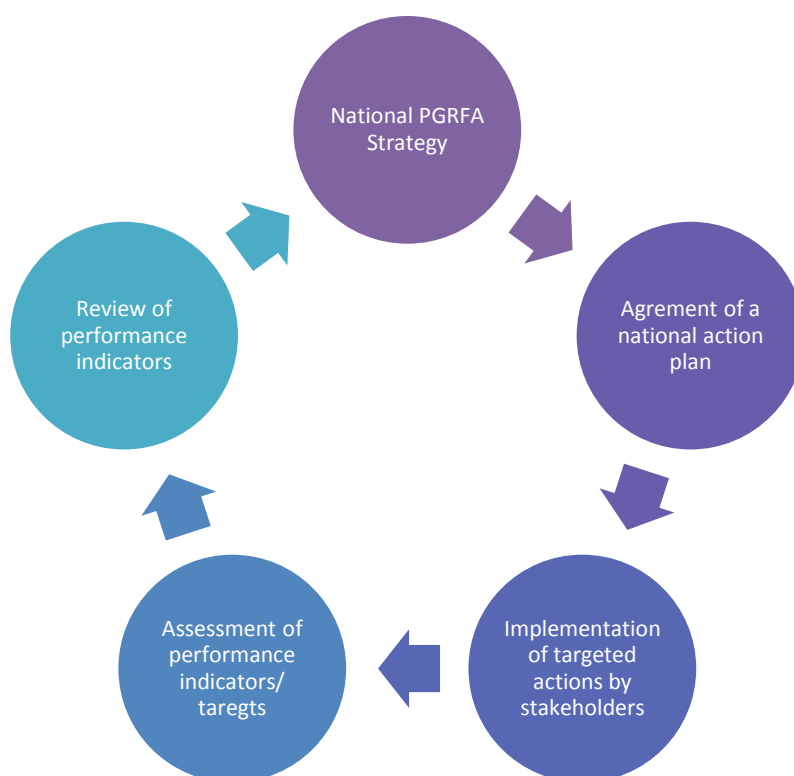 National PGRFA
Strategy
Agrement of a
national action
plan
Implementation
of targeted
actions by
stakeholders
Assessment of
performance
indicators/
taregts
Review of
performance
indicators